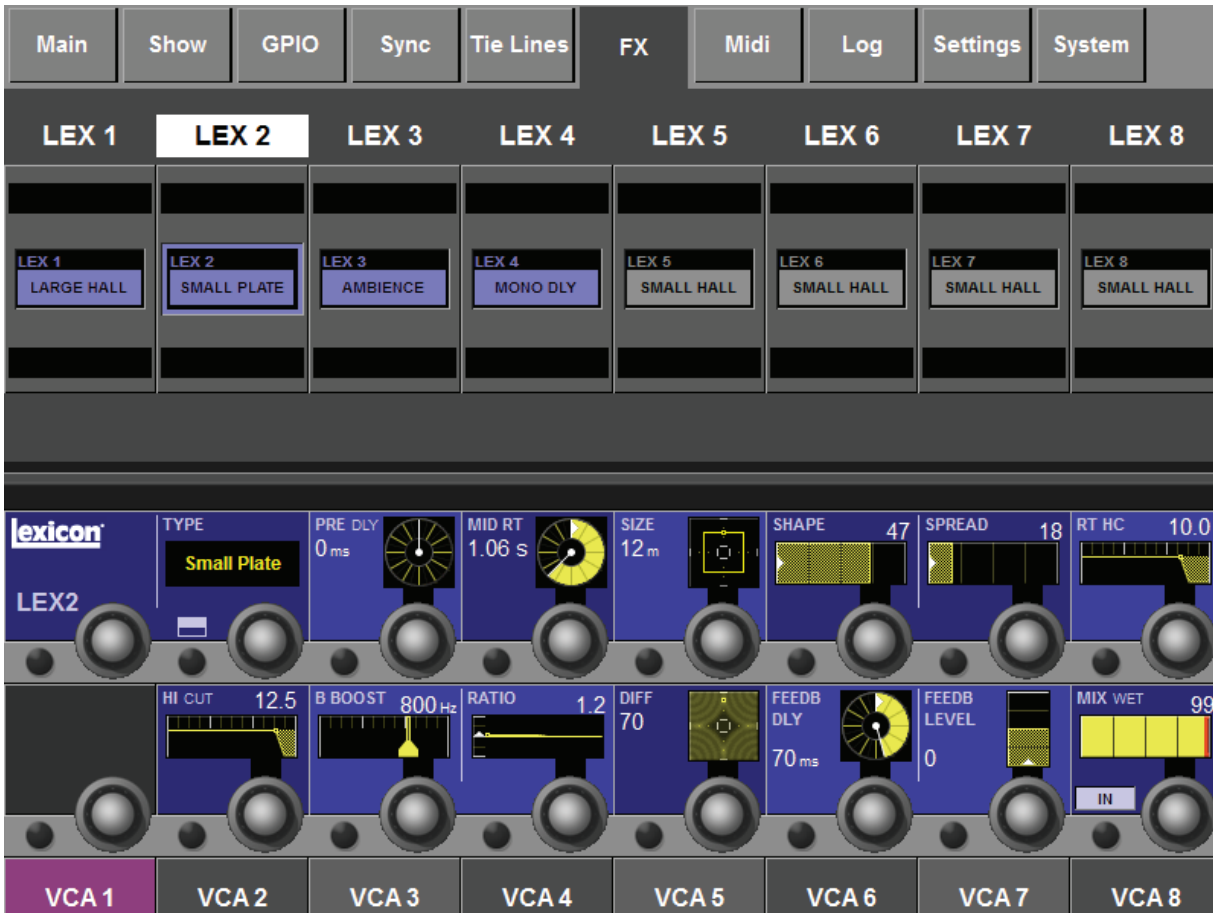 Main Show GPIO Sync Tie Lines FX Midi Log Settings System
LEX 1 LEX 2 LEX 3 LEX 4 LEX 5 LEX 6 LEX 7 LEX 8
LEX 1 LEX 2 LEX 3 LEX 4 LEX 5 LEX 6 LEX 7 LEX 8
LARGE HALL SMALL PLATE AMBIENCE MONO DLY SMALL HALL SMALL HALL SMALL HALL SMALL HALL
lexicon TYPE PRE DLY MID RT SIZE SHAPE 47 SPREAD 18 RT HC 10.0
0 ms 1.06 s 12 m
Small Plate
LEX2
HI CUT 12.5 B BOOST 800 Hz RATIO 1.2 DIFF FEEDB FEEDB MIX WET 99
70 DLY LEVEL
70 ms 0
IN
VCA 1 VCA 2 VCA 3 VCA 4 VCA 5 VCA 6 VCA 7 VCA 8